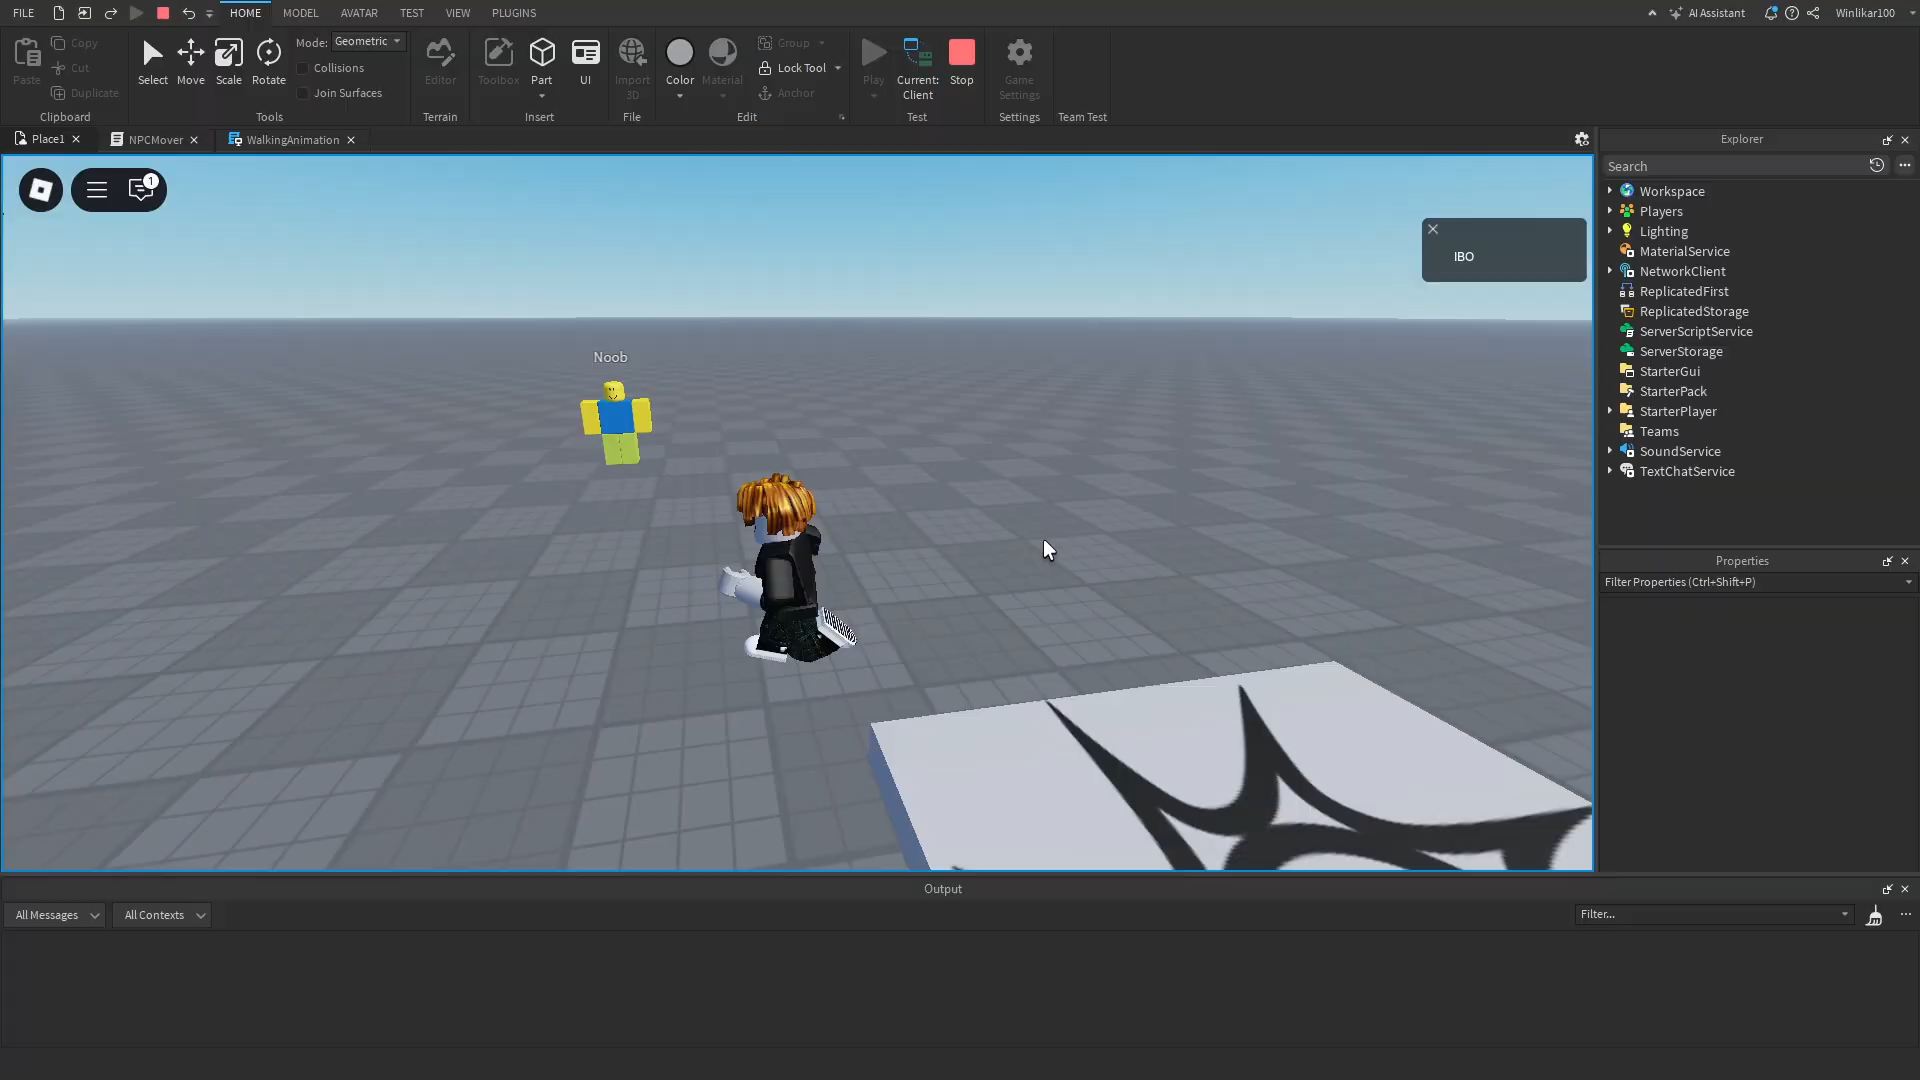 FILE HOME MODEL AVATAR TEST VIEW PLUGINS AI Assistant Winlikar100
Paste Copy Cut Duplicate Clipboard
Select Move Scale Rotate Mode: Geometric Collisions Join Surfaces Tools
Editor Terrain
Toolbox Part UI Insert
Import 3D File
Color Material Group Lock Tool Anchor Edit
Play Current: Client Stop Test
Game Settings Settings
Team Test
Place1 NPCMover WalkingAnimation
1
IBO
Noob
Explorer
Search
Workspace
Players
Lighting
MaterialService
NetworkClient
ReplicatedFirst
ReplicatedStorage
ServerScriptService
ServerStorage
StarterGui
StarterPack
StarterPlayer
Teams
SoundService
TextChatService
Properties
Filter Properties (Ctrl+Shift+P)
Output
All Messages All Contexts Filter...